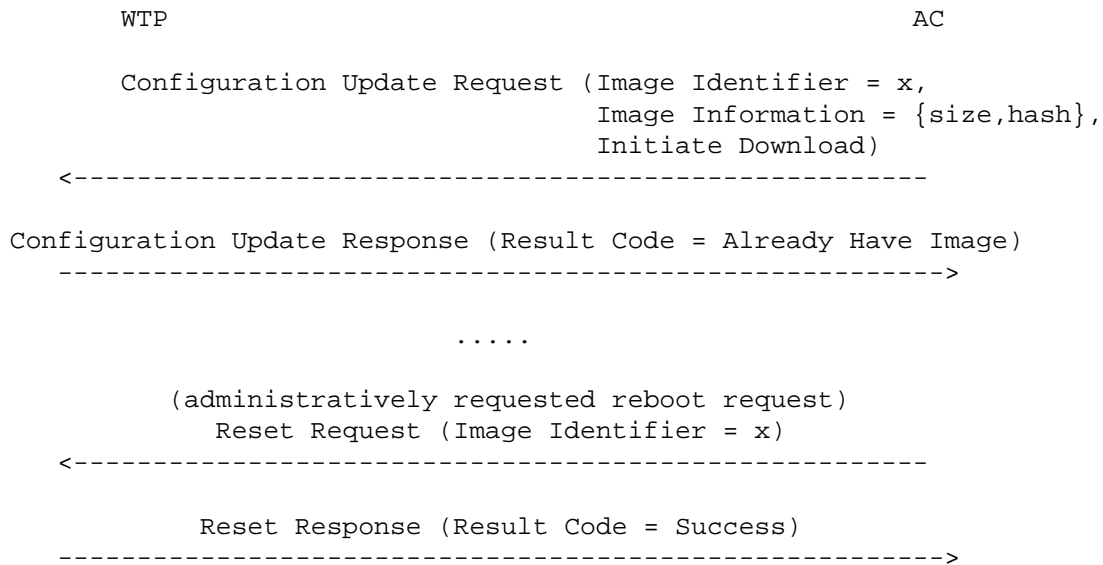 WTP AC
Configuration Update Request (Image Identifier = x,
Image Information = {size,hash},
Initiate Download)
<------------------------------------------------------
Configuration Update Response (Result Code = Already Have Image)
-------------------------------------------------------->
.....
(administratively requested reboot request)
Reset Request (Image Identifier = x)
<------------------------------------------------------
Reset Response (Result Code = Success)
-------------------------------------------------------->